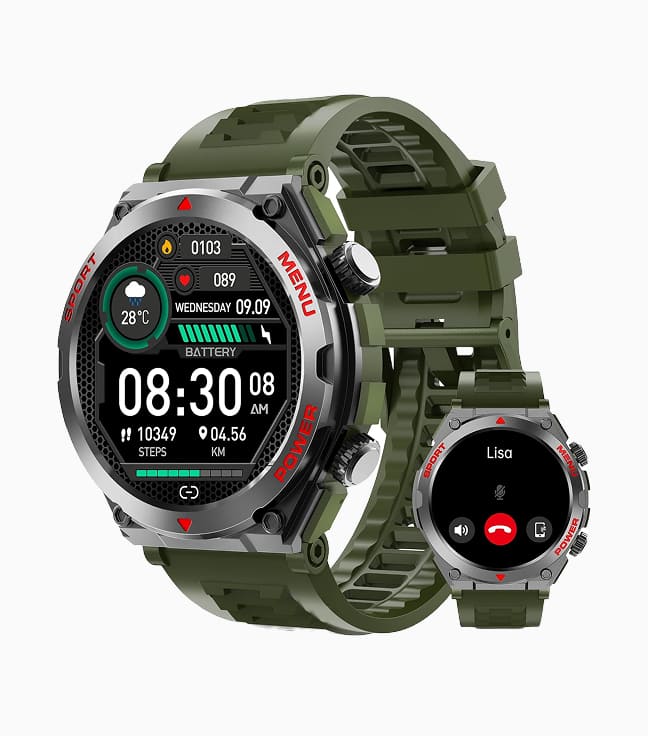 SPORT
MENU
POWER
0103
089
28°C
WEDNESDAY 09.09
BATTERY
08:30 08
AM
10349 04.56
STEPS KM
Lisa
SPORT
MENU
POWER